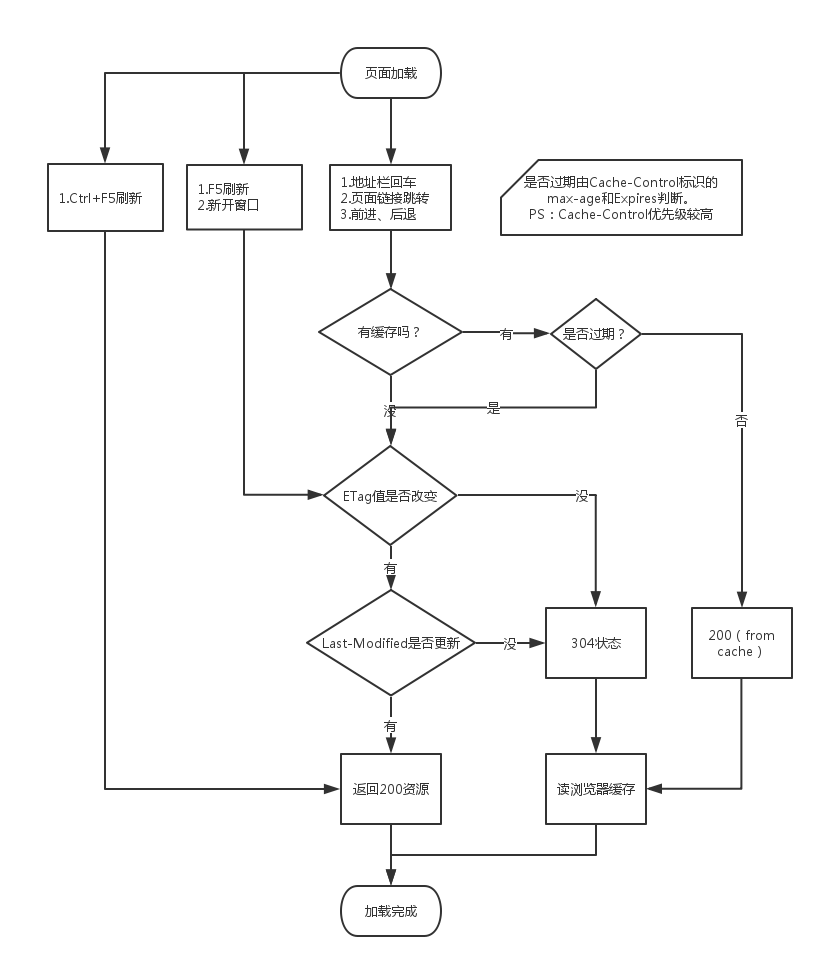 页面加载
1.Ctrl+F5刷新
1.F5刷新
2.新开窗口
1.地址栏回车
2.页面链接跳转
3.前进、后退
是否过期由Cache-Control标识的
max-age和Expires判断。
PS：Cache-Control优先级较高
有缓存吗？
有
是否过期？
没
是
否
ETag值是否改变
没
有
Last-Modified是否更新
没
304状态
200（from
cache）
有
返回200资源
读浏览器缓存
加载完成